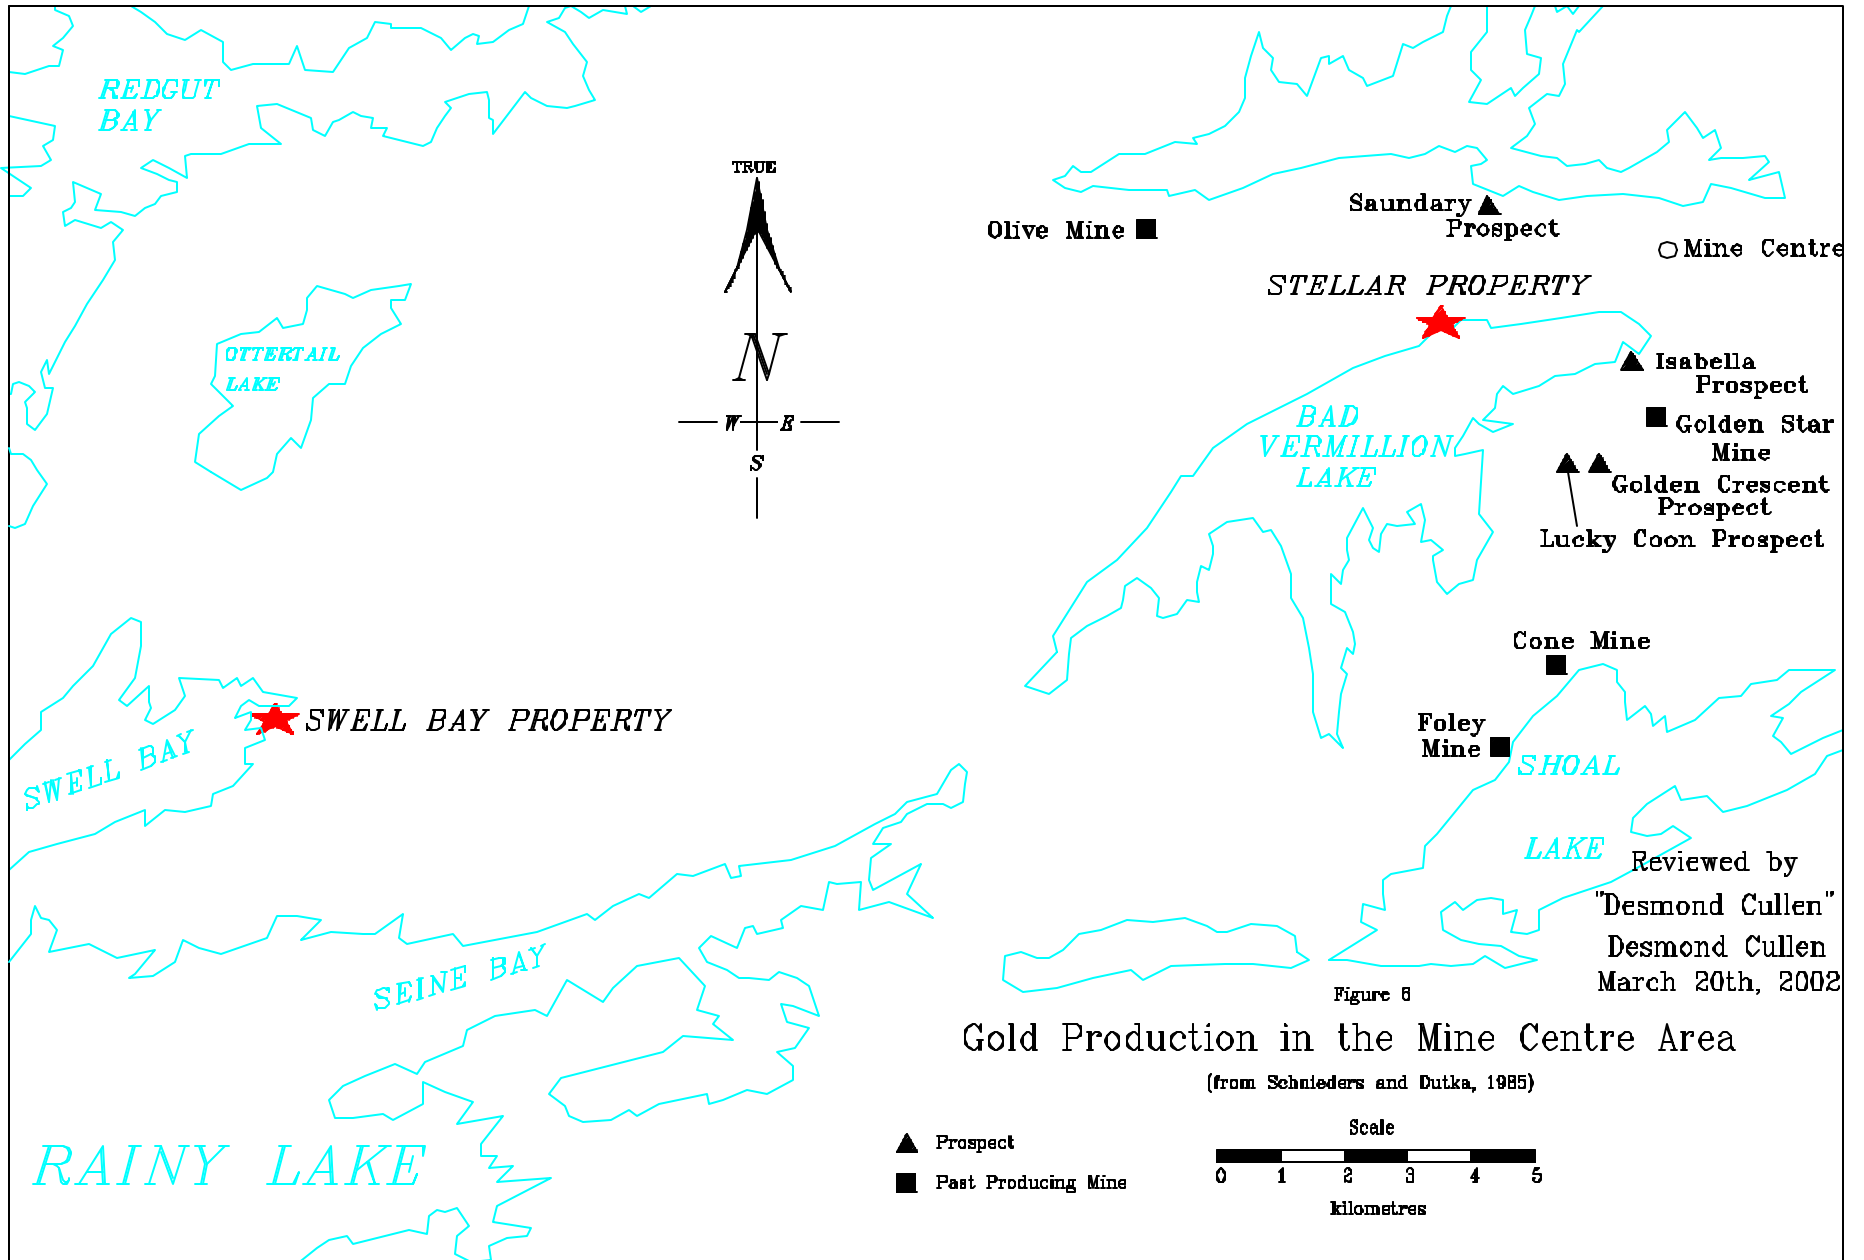 REDGUT
BAY
TRUE
N
W E
S
OTTERTAIL
LAKE
Olive Mine
Saundary
Prospect
Mine Centre
STELLAR PROPERTY
Isabella
Prospect
BAD
VERMILLION
LAKE
Golden Star
Mine
Golden Crescent
Prospect
Lucky Coon Prospect
Cone Mine
SWELL BAY PROPERTY
SWELL BAY
Foley
Mine
SHOAL
LAKE
Reviewed by
"Desmond Cullen"
Desmond Cullen
March 20th, 2002
SEINE BAY
Figure 6
Gold Production in the Mine Centre Area
(from Schnieders and Dutka, 1985)
RAINY LAKE
Prospect
Past Producing Mine
Scale
0 1 2 3 4 5
kilometres